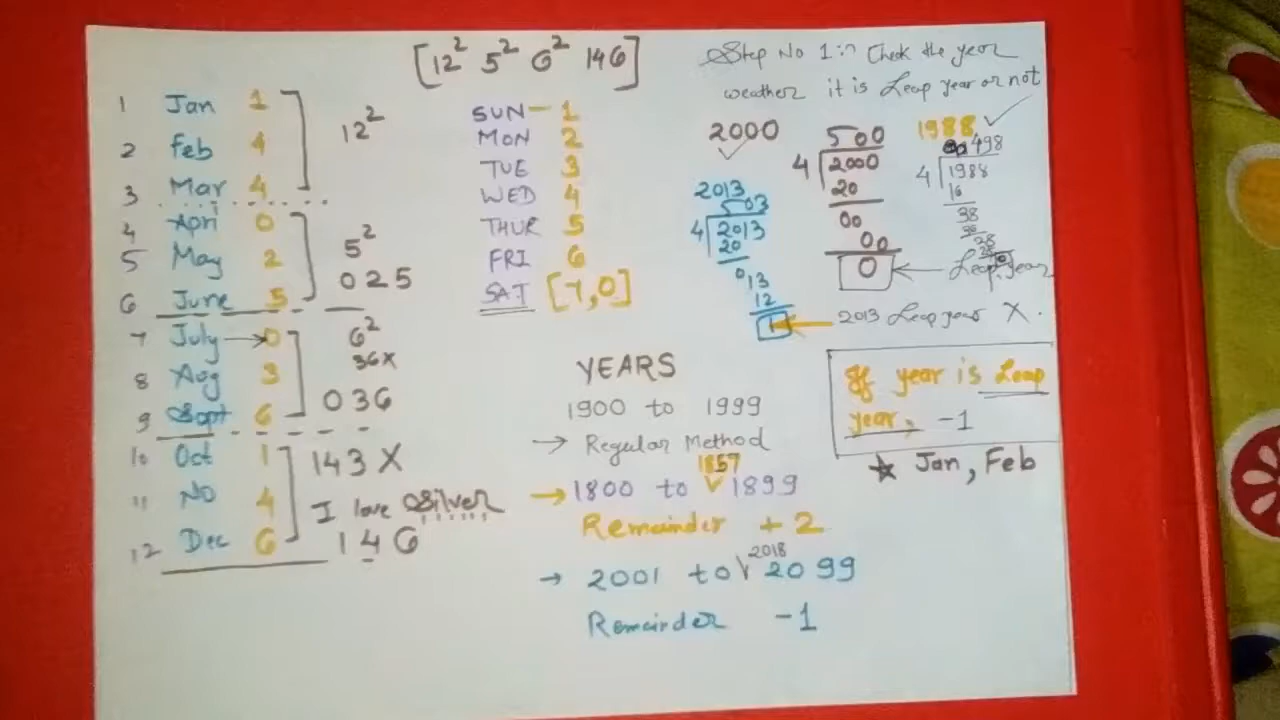 [12² 5² 6² 146]
1 Jan 1
2 feb 4
3 Mar 4
12²
4 Apri 0
5 May 2
6 June 5
5²
025
7 July → 0
8 Aug 3
9 Sept 6
6²
36x
036
10 Oct 1
11 NO 4
12 Dec 6
143 X
I love Silver
146
SUN – 1
MON 2
TUE 3
WED 4
THUR 5
FRI 6
SAT [7,0]
YEARS
1900 to 1999
→ Regular Method
1857
→ 1800 to 1899
Remainder +2
2018
→ 2001 to 2099
Remainder -1
Step No 1:- Check the year
weather it is Leap year or not
2000
500
4 2000
20
00
00
0 ← Leap year
1988
498
4 1988
16
38
28
2013
503
4 2013
20
013
12
1 ← 2013 Leap year X.
If year is Leap
year, -1
Jan, Feb